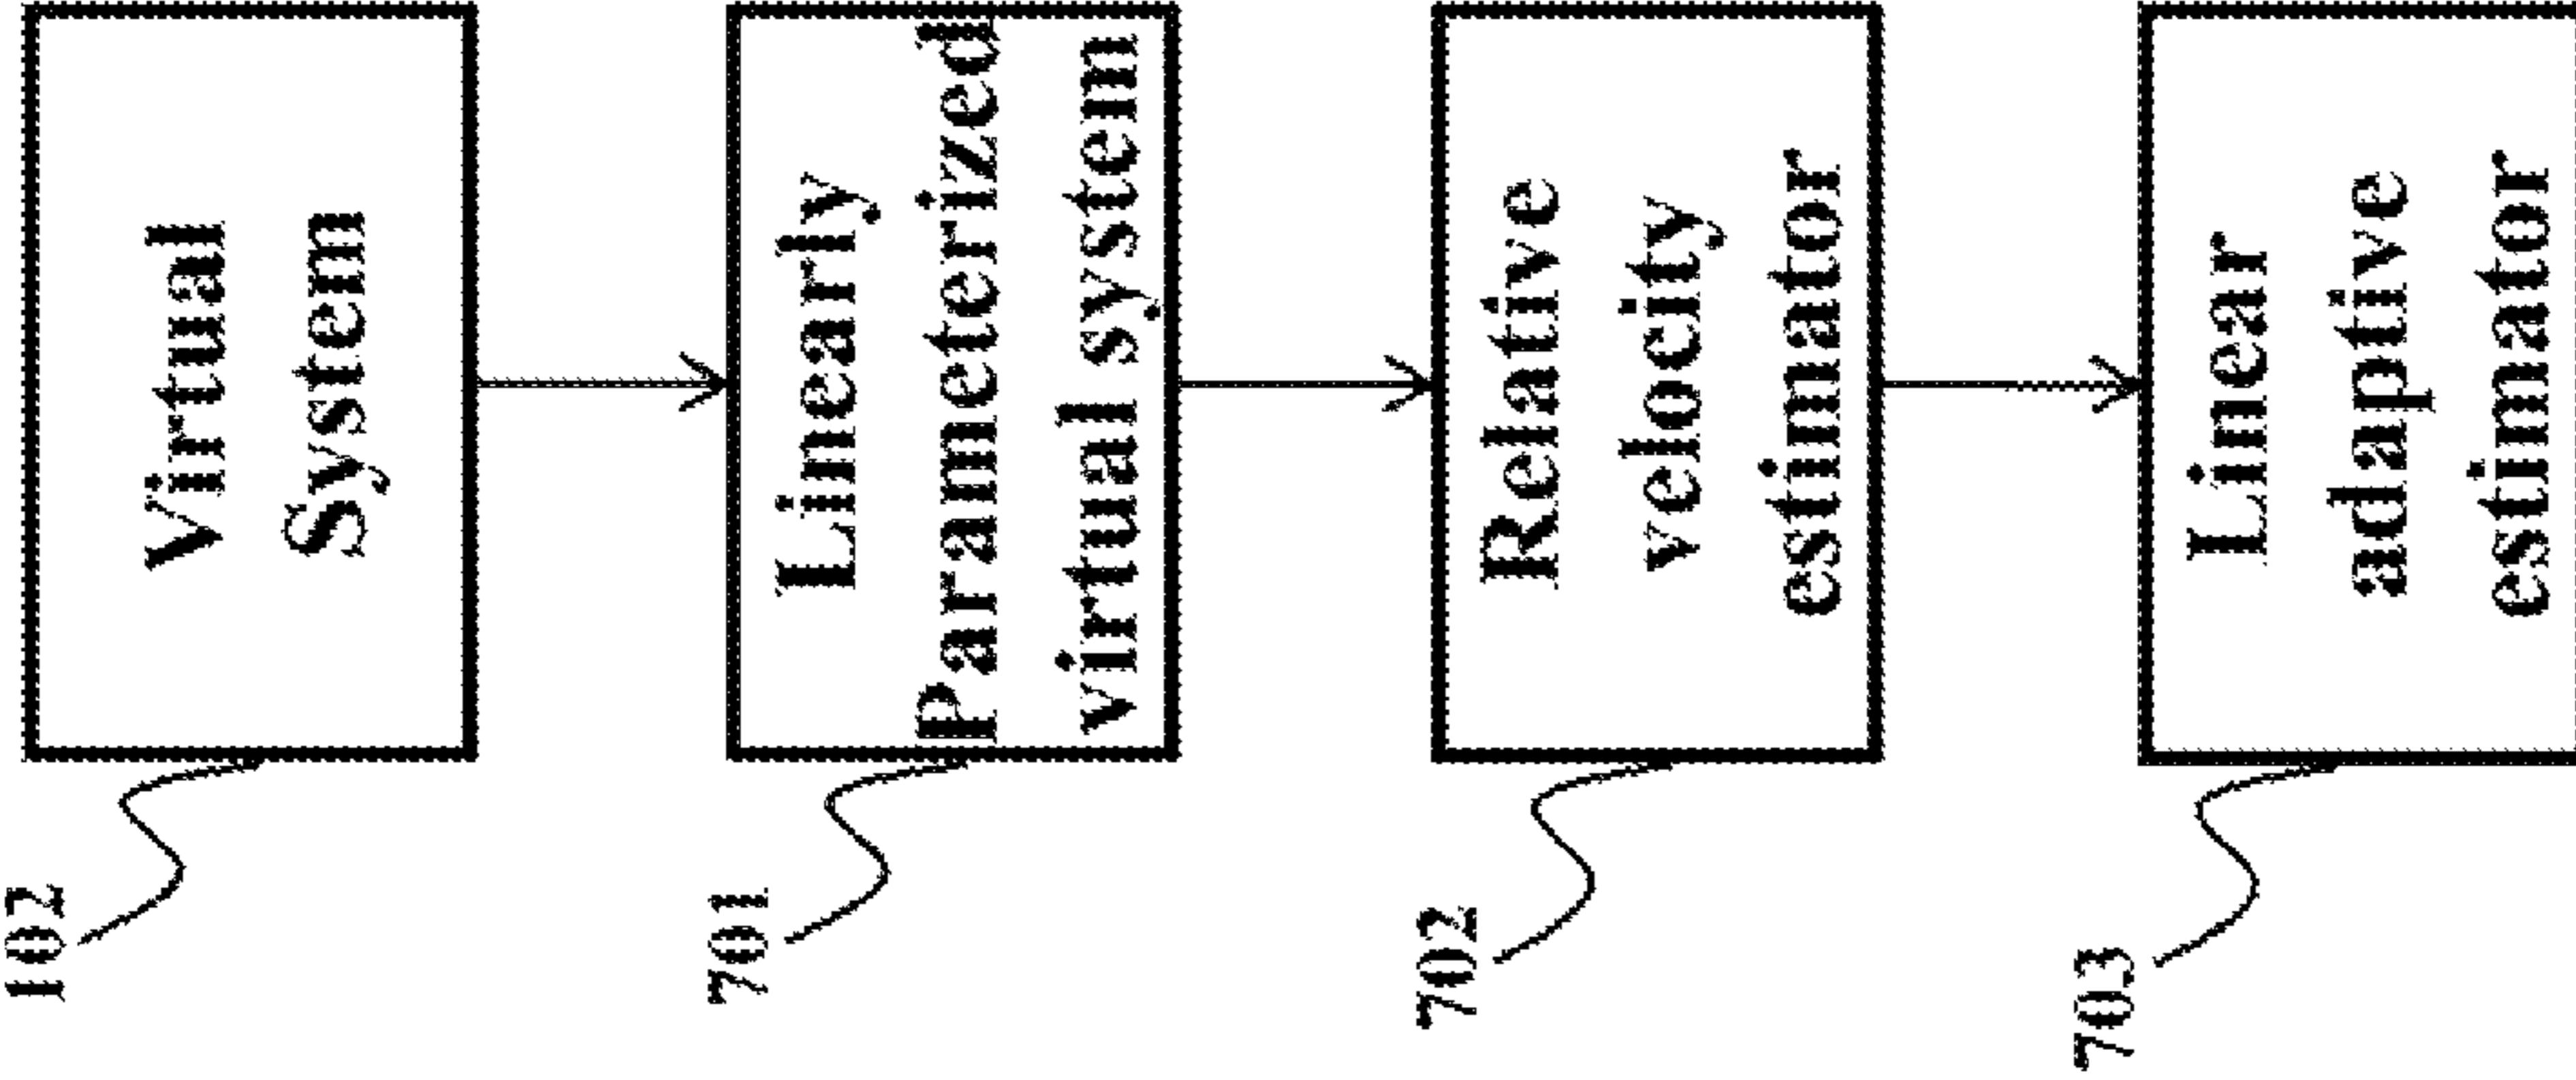 102
Virtual
System
701
Linearly
Parameterized
virtual system
702
Relative
velocity
estimator
703
Linear
adaptive
estimator